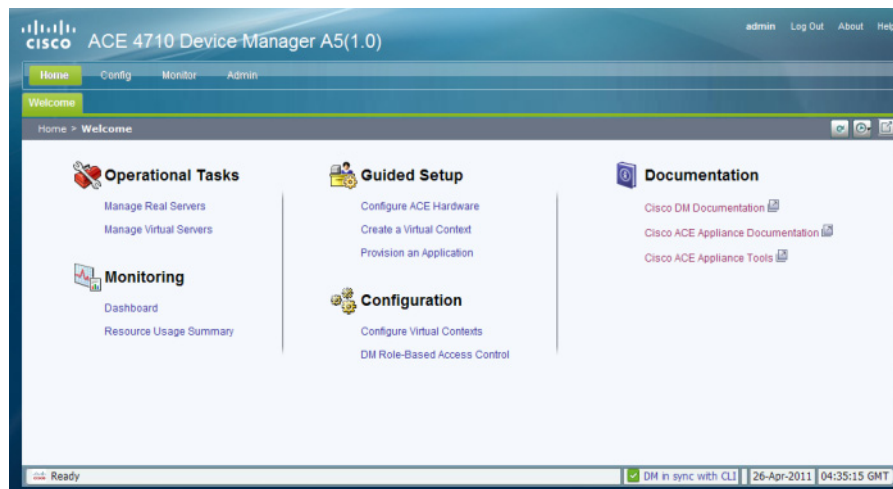 CISCO ACE 4710 Device Manager A5(1.0)
admin Log Out About Help
Home Config Monitor Admin
Welcome
Home > Welcome
Operational Tasks
Manage Real Servers
Manage Virtual Servers
Monitoring
Dashboard
Resource Usage Summary
Guided Setup
Configure ACE Hardware
Create a Virtual Context
Provision an Application
Configuration
Configure Virtual Contexts
DM Role-Based Access Control
Documentation
Cisco DM Documentation
Cisco ACE Appliance Documentation
Cisco ACE Appliance Tools
Ready
DM in sync with CLI 26-Apr-2011 04:35:15 GMT